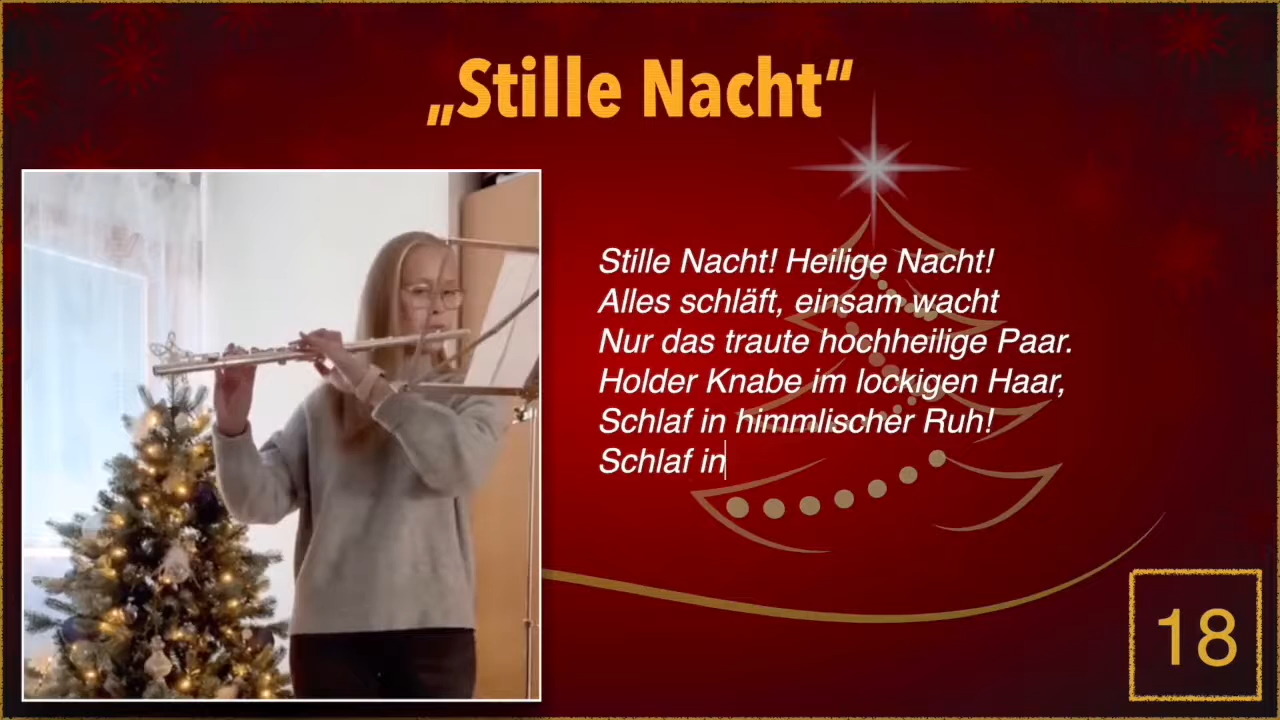 „Stille Nacht“
Stille Nacht! Heilige Nacht!
Alles schläft, einsam wacht
Nur das traute hochheilige Paar.
Holder Knabe im lockigen Haar,
Schlaf in himmlischer Ruh!
Schlaf in
18